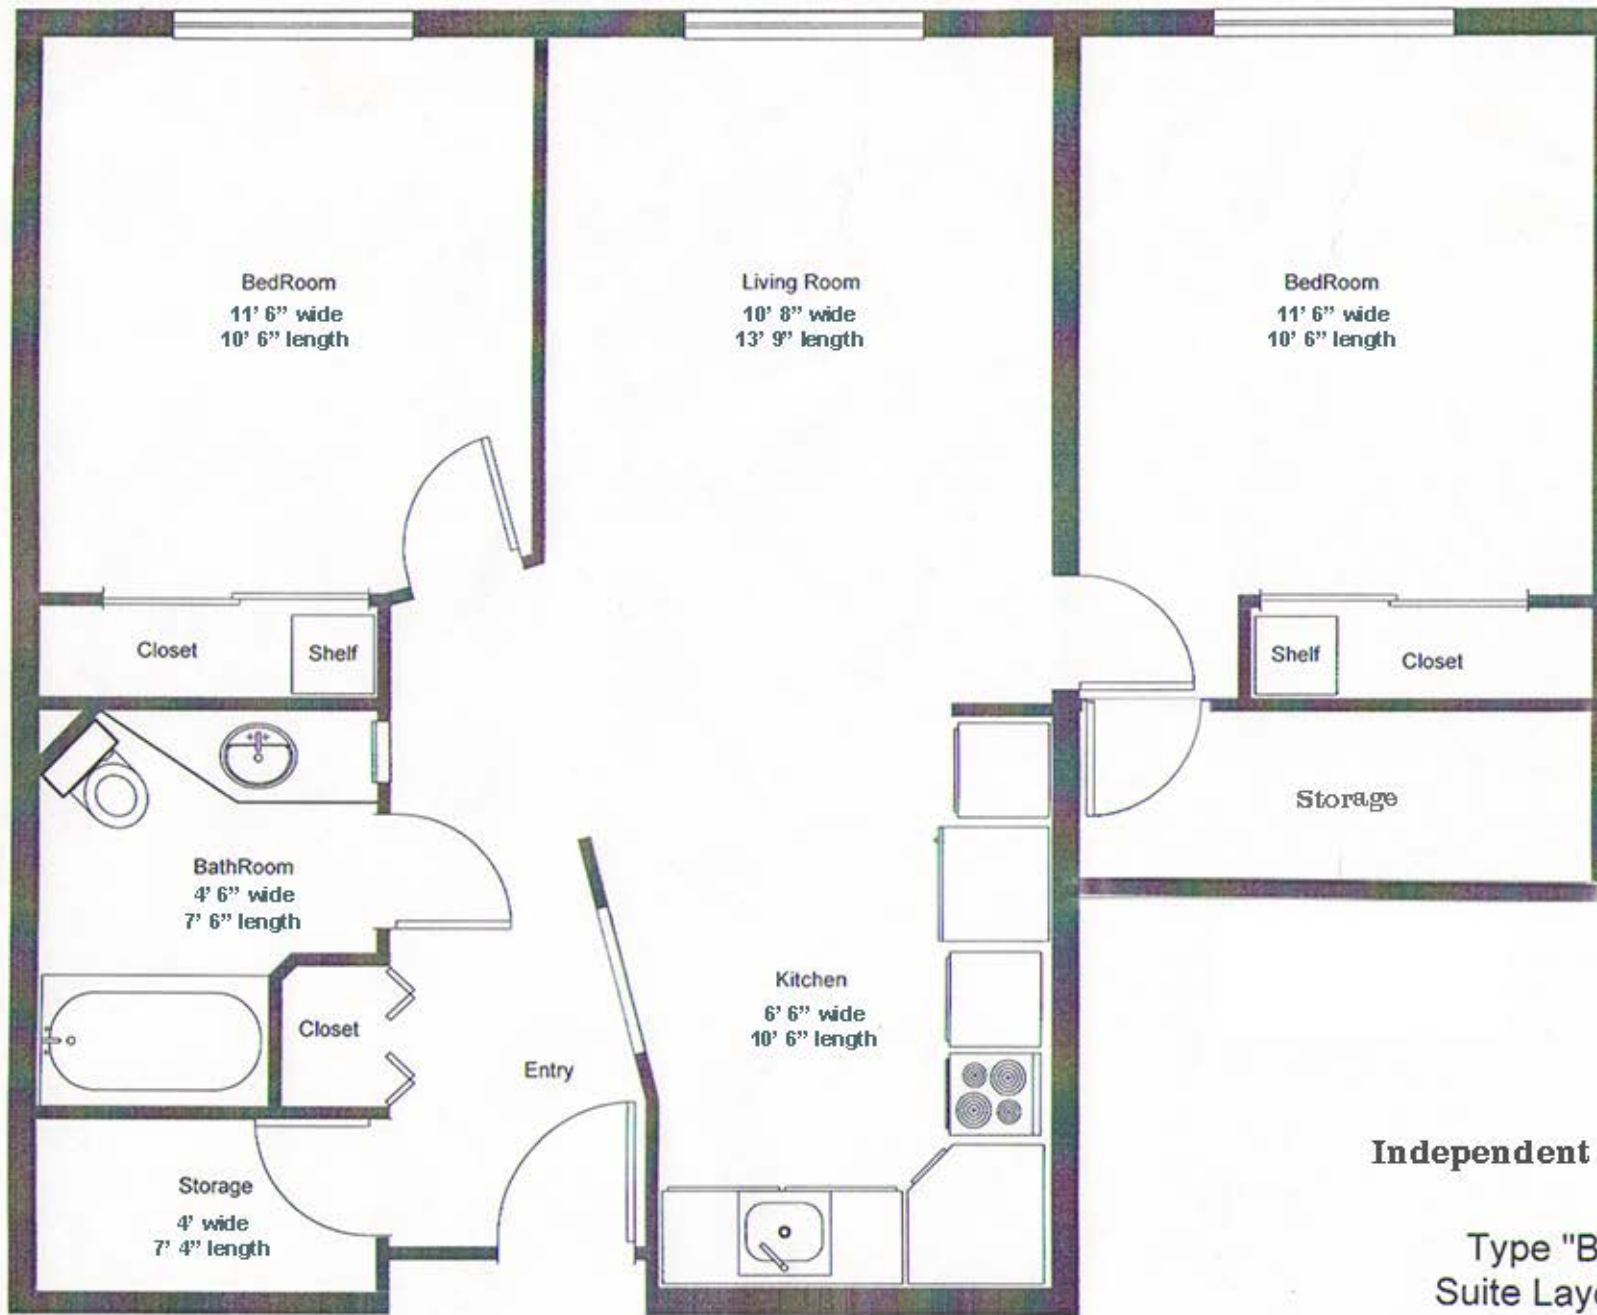 BedRoom
11' 6” wide
10' 6” length
Living Room
10' 8” wide
13' 9” length
BedRoom
11' 6” wide
10' 6” length
Closet
Shelf
Shelf
Closet
Storage
BathRoom
4' 6” wide
7' 6” length
Kitchen
6' 6” wide
10' 6” length
Closet
Entry
Storage
4' wide
7' 4” length
Independent
Type "B
Suite Layo